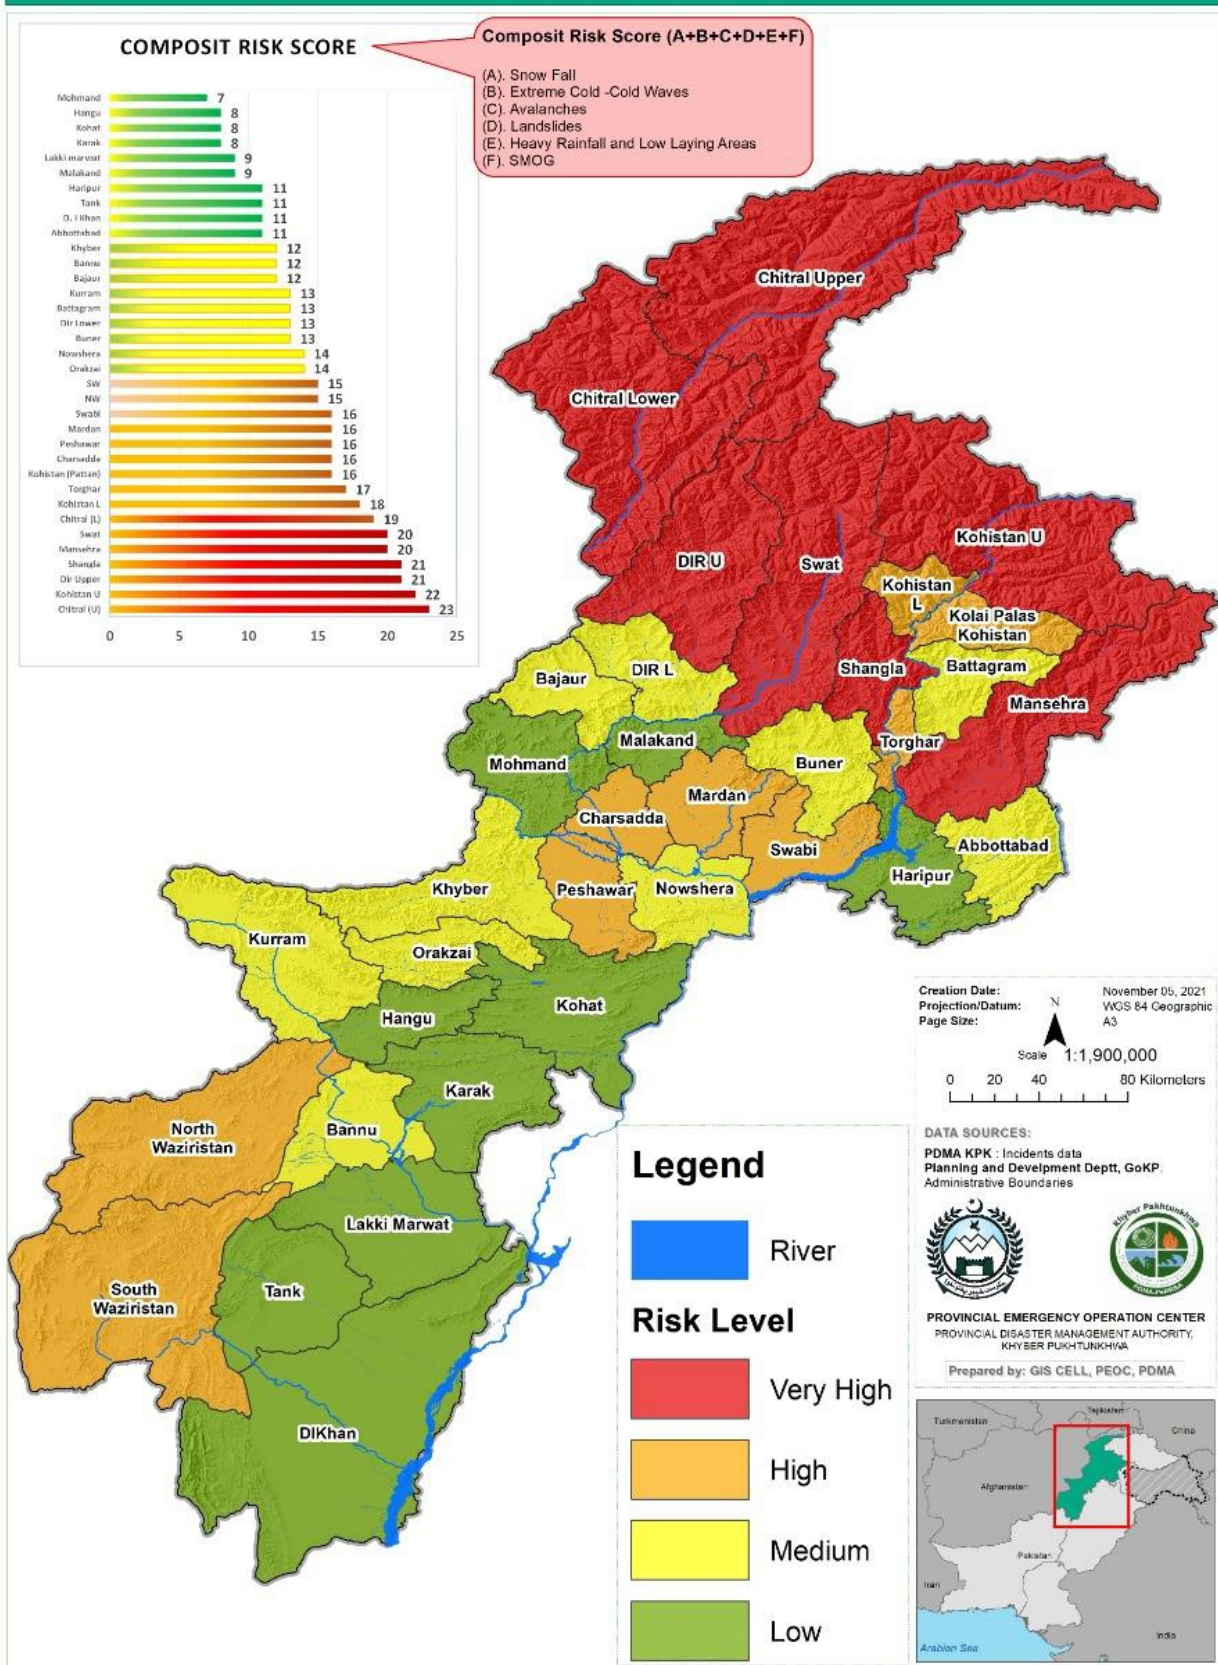 COMPOSIT RISK SCORE
Composit Risk Score (A+B+C+D+E+F)
(A). Snow Fall
(B). Extreme Cold -Cold Waves
(C). Avalanches
(D). Landslides
(E). Heavy Rainfall and Low Laying Areas
(F). SMOG
Mohmand 7
Hangu 8
Kohat 8
Karak 8
Lakki marwat 9
Malakand 9
Haripur 11
Tank 11
D. I Khan 11
Abbottabad 11
Khyber 12
Bannu 12
Bajaur 12
Kurram 13
Battagram 13
Dir Lower 13
Buner 13
Nowshera 14
Orakzai 14
SW 15
NW 15
Swabi 16
Mardan 16
Peshawar 16
Charsadda 16
Kohistan (Pattan) 16
Torghar 17
Kohistan L 18
Chitral (L) 19
Swat 20
Mansehra 20
Shangla 21
Dir Upper 21
Kohistan U 22
Chitral (U) 23
0 5 10 15 20 25
Chitral Upper
Chitral Lower
Kohistan U
DIR U
Swat
Kohistan
L
Kolai Palas
Kohistan
Shangla
Battagram
DIR L
Bajaur
Mansehra
Malakand
Torghar
Mohmand
Buner
Mardan
Charsadda
Swabi
Abbottabad
Haripur
Khyber
Peshawar
Nowshera
Kurram
Orakzai
Kohat
Hangu
Karak
North
Waziristan
Bannu
Lakki Marwat
South
Waziristan
Tank
DIKhan
Creation Date: November 05, 2021
Projection/Datum: WGS 84 Geographic
Page Size: A3
N
Scale 1:1,900,000
0 20 40 80 Kilometers
DATA SOURCES:
PDMA KPK : Incidents data
Planning and Develpment Deptt, GoKP.
Administrative Boundaries
Khyber Pakhtunkhwa
PROVINCIAL EMERGENCY OPERATION CENTER
PROVINCIAL DISASTER MANAGEMENT AUTHORITY,
KHYBER PUKHTUNKHWA
Prepared by: GIS CELL, PEOC, PDMA
Legend
River
Risk Level
Very High
High
Medium
Low
Turkmenistan
Tajikistan
China
Afghanistan
Pakistan
Iran
India
Arabian Sea